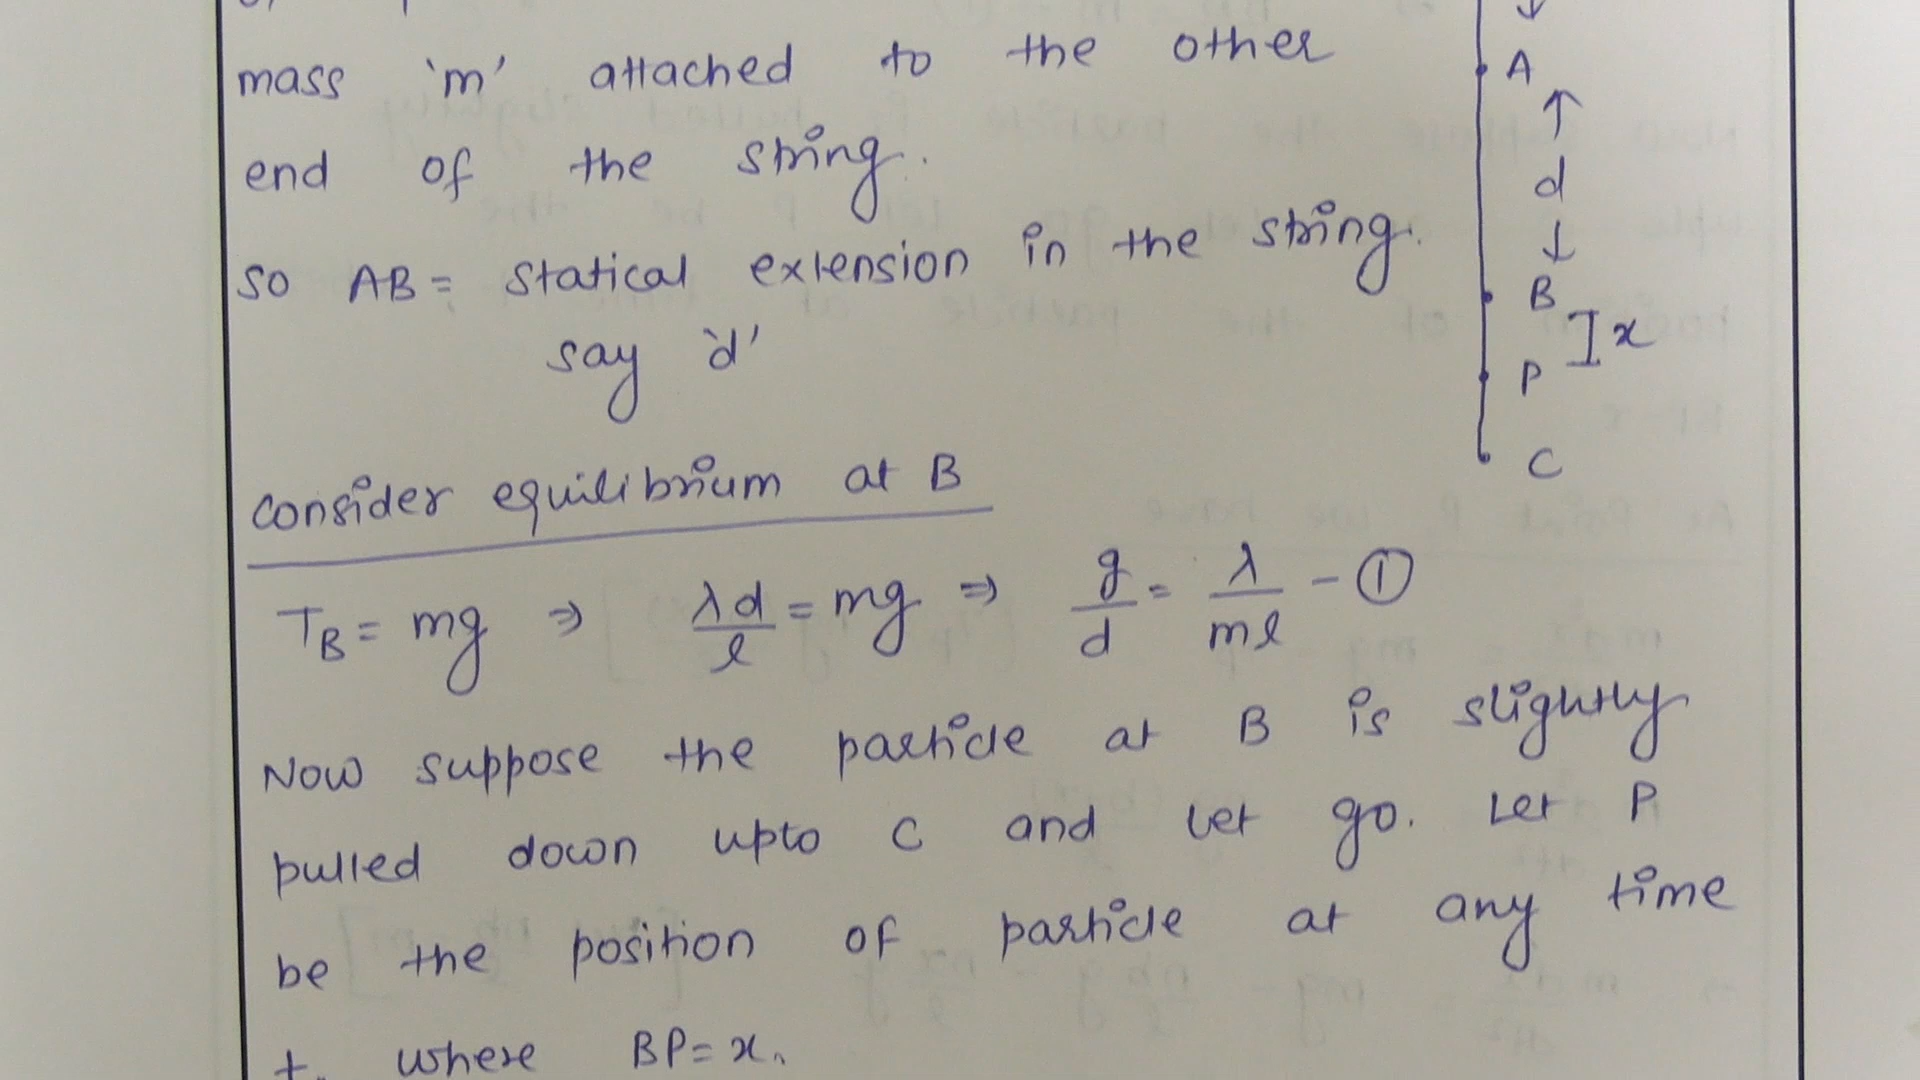 mass 'm' attached to the other
end of the string.
so AB = statical extension in the string.
say 'd'
consider equilibrium at B
T_B = mg ⇒ λd/l = mg ⇒ g/d = λ/ml - ①
Now suppose the particle at B is slightly
pulled down upto C and let go. Let P
be the position of particle at any time
t, where BP = x.
A
d
B
x
P
C